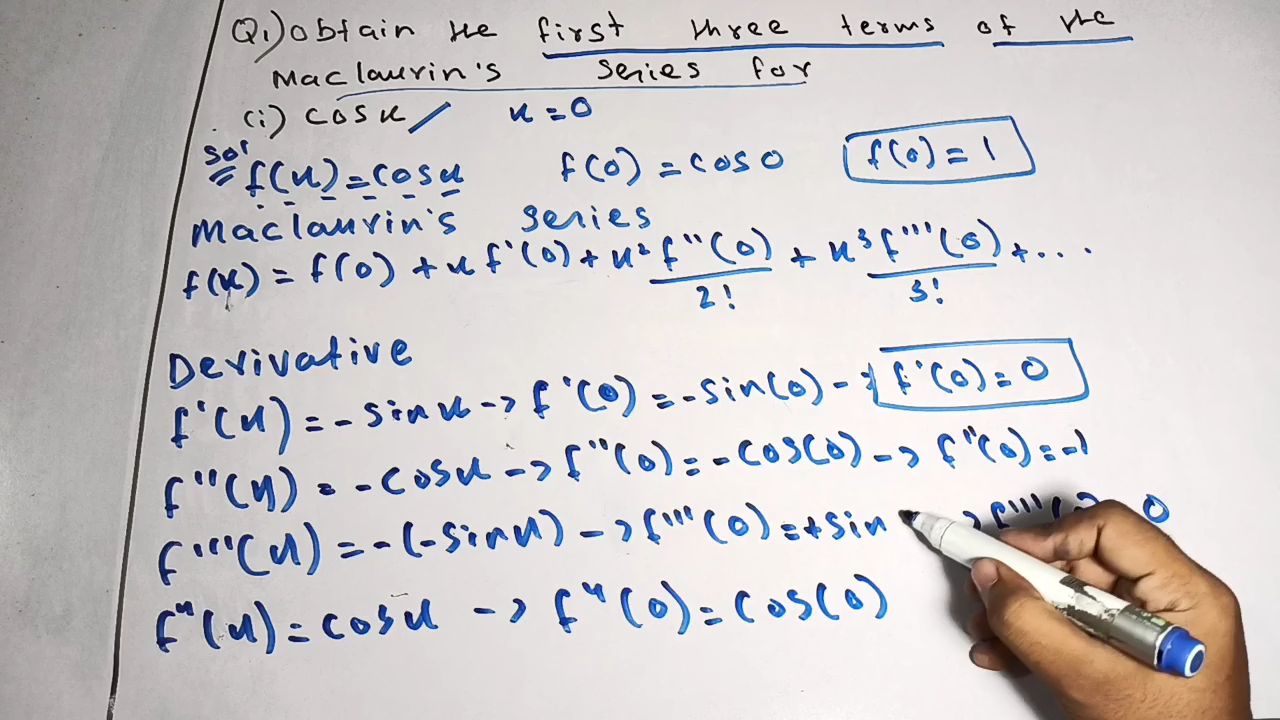 Q1) obtain the first three terms of the
Maclaurin's series for
(i) cos x x = 0
sol f(x) = cos x f(0) = cos 0 f(0) = 1
Maclaurin's series
f(x) = f(0) + x f'(0) + x² f''(0)/2! + x³ f'''(0)/3! + ....
Derivative
f'(x) = - sin x -> f'(0) = - sin(0) - f'(0) = 0
f''(x) = - cos x -> f''(0) = - cos(0) -> f''(0) = -1
f'''(x) = -(- sin x) -> f'''(0) = + sin f'''( 0
f⁴(x) = cos x -> f⁴(0) = cos(0)